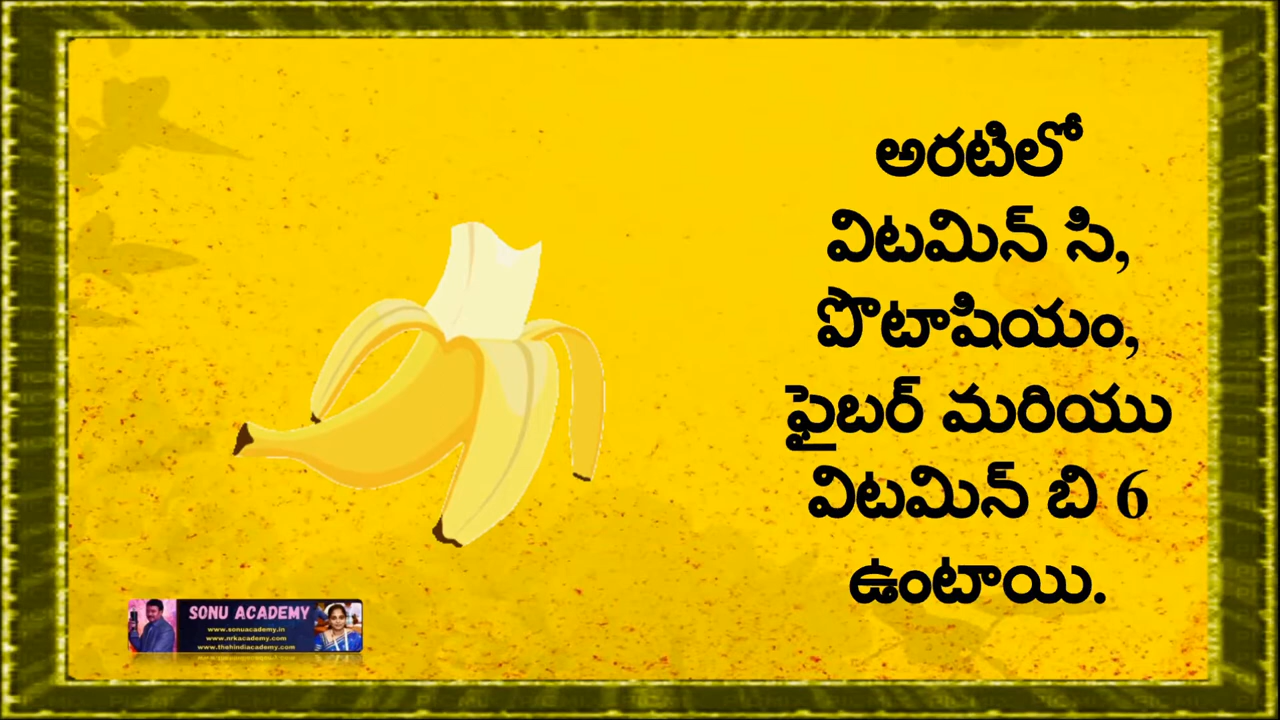 అరటిలో
విటమిన్ సి,
పొటాషియం,
ఫైబర్ మరియు
విటమిన్ బి 6
ఉంటాయి.
SONU ACADEMY
www.sonuacademy.in
www.nrkacademy.com
www.thehindiacademy.com